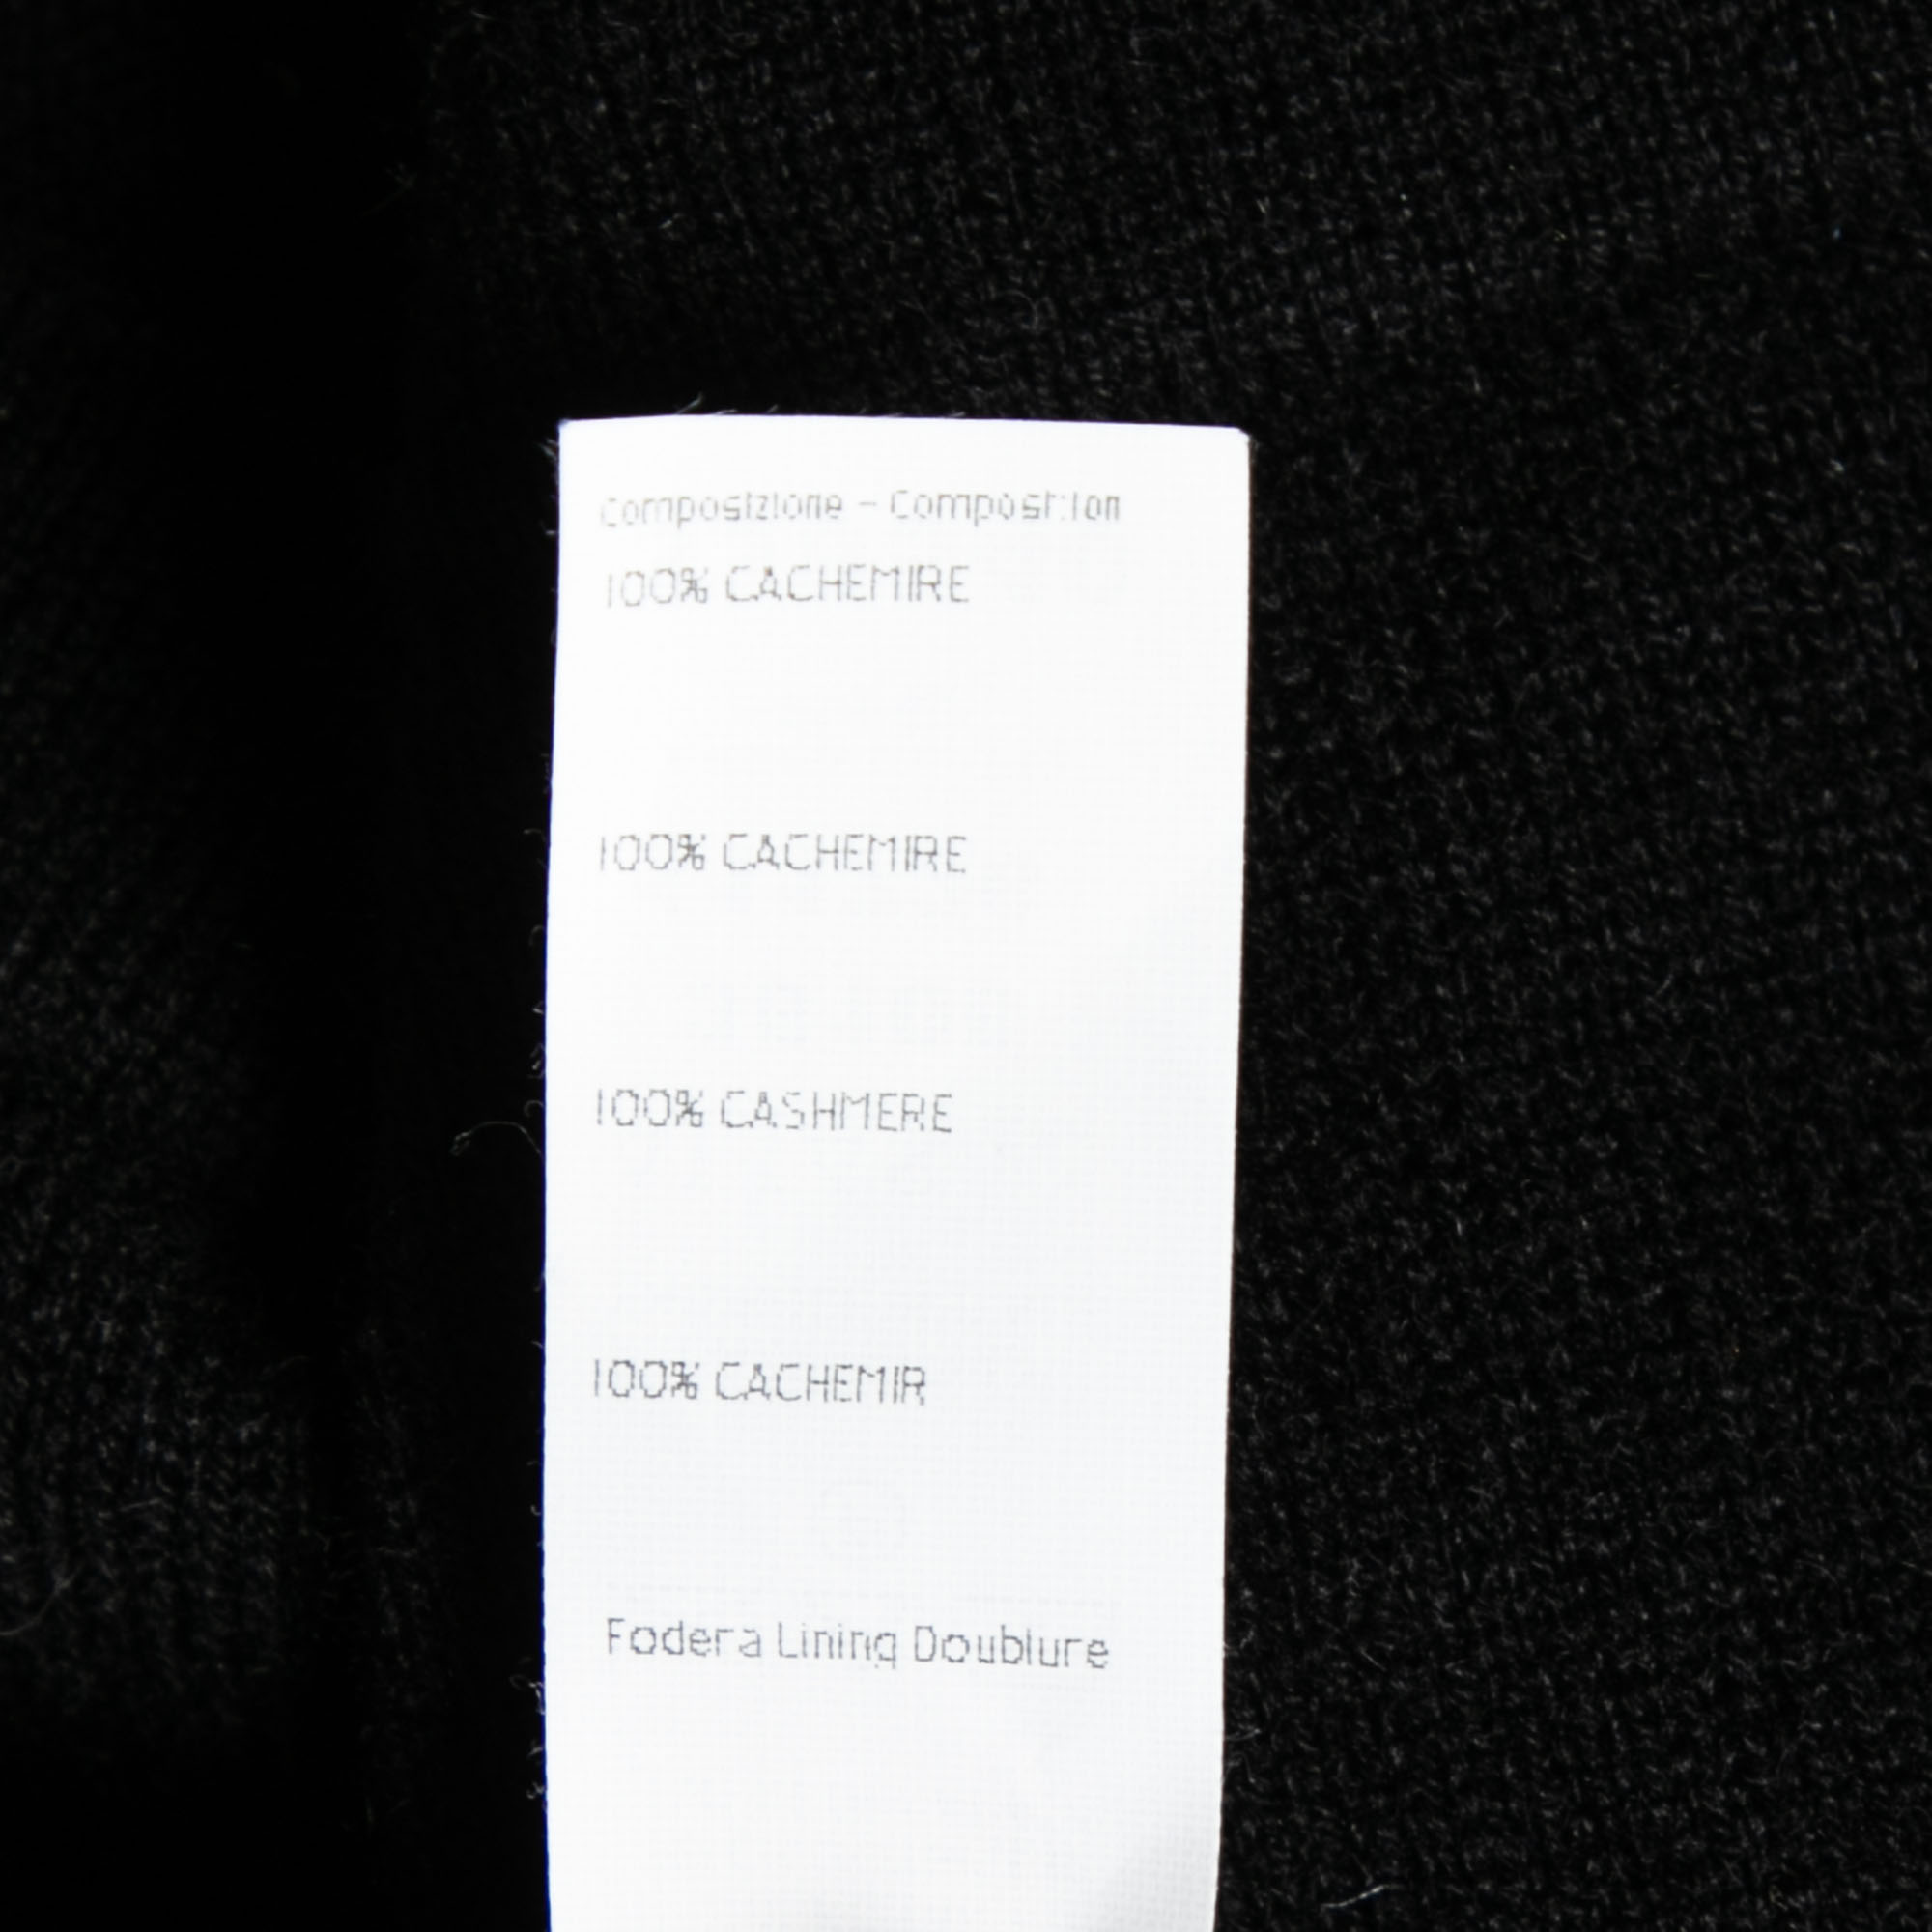 Composizione - Composition
100% CACHEMIRE
100% CACHEMIRE
100% CASHMERE
100% CACHEMIR
Fodera Lining Doublure